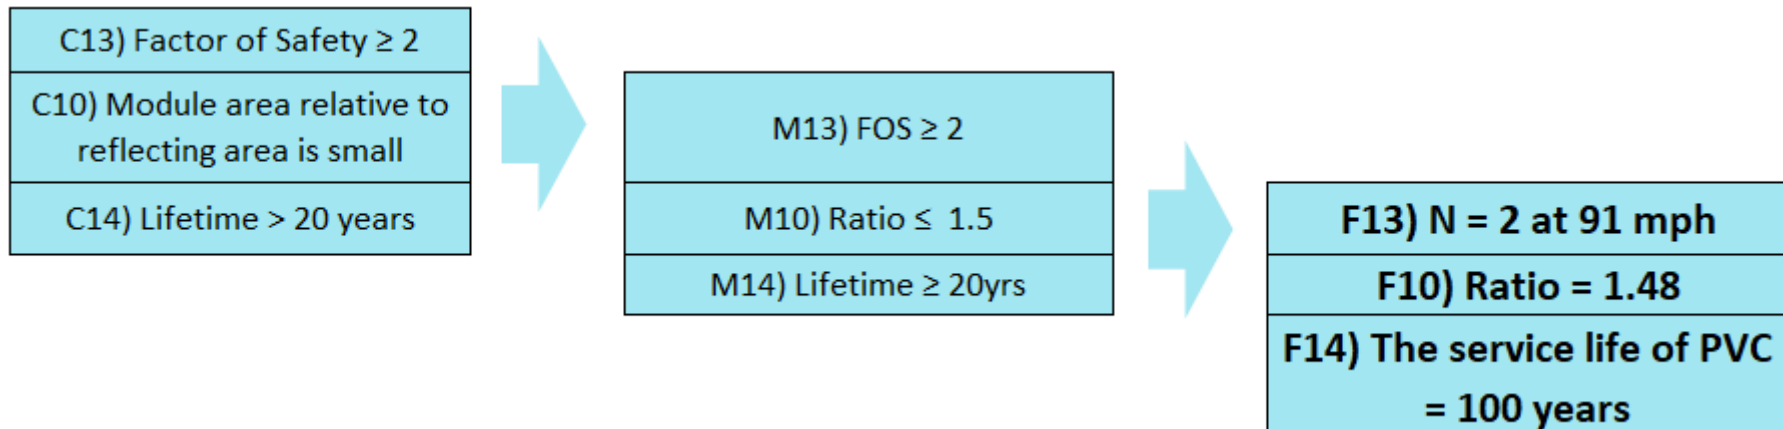 C13) Factor of Safety ≥ 2
C10) Module area relative to
reflecting area is small
C14) Lifetime > 20 years
M13) FOS ≥ 2
M10) Ratio ≤ 1.5
M14) Lifetime ≥ 20yrs
F13) N = 2 at 91 mph
F10) Ratio = 1.48
F14) The service life of PVC
= 100 years